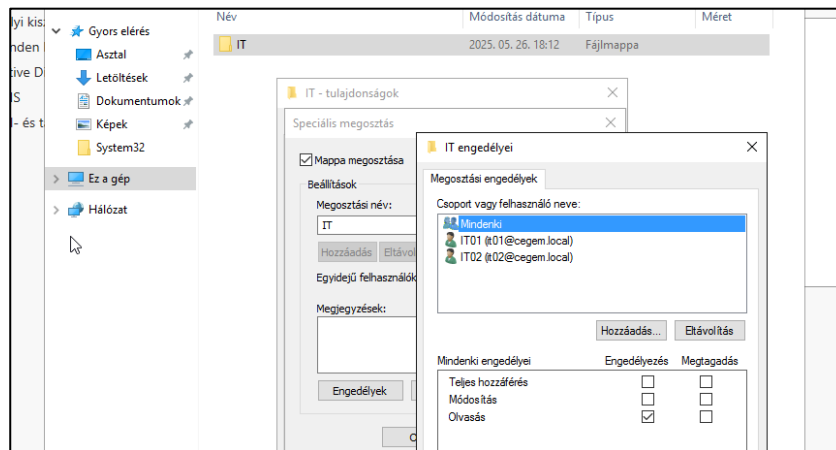 Név Módosítás dátuma Típus Méret
Gyors elérés
Asztal
Letöltések
Dokumentumok
Képek
System32
Ez a gép
Hálózat
IT 2025. 05. 26. 18:12 Fájlmappa
IT - tulajdonságok
Speciális megosztás
Mappa megosztása
Beállítások
Megosztási név:
IT
Hozzáadás
Egyidejű felhasználók
Megjegyzések:
Engedélyek
IT engedélyei
Megosztási engedélyek
Csoport vagy felhasználó neve:
Mindenki
IT01 (it01@cegem.local)
IT02 (it02@cegem.local)
Hozzáadás... Eltávolítás
Mindenki engedélyei Engedélyezés Megtagadás
Teljes hozzáférés
Módosítás
Olvasás